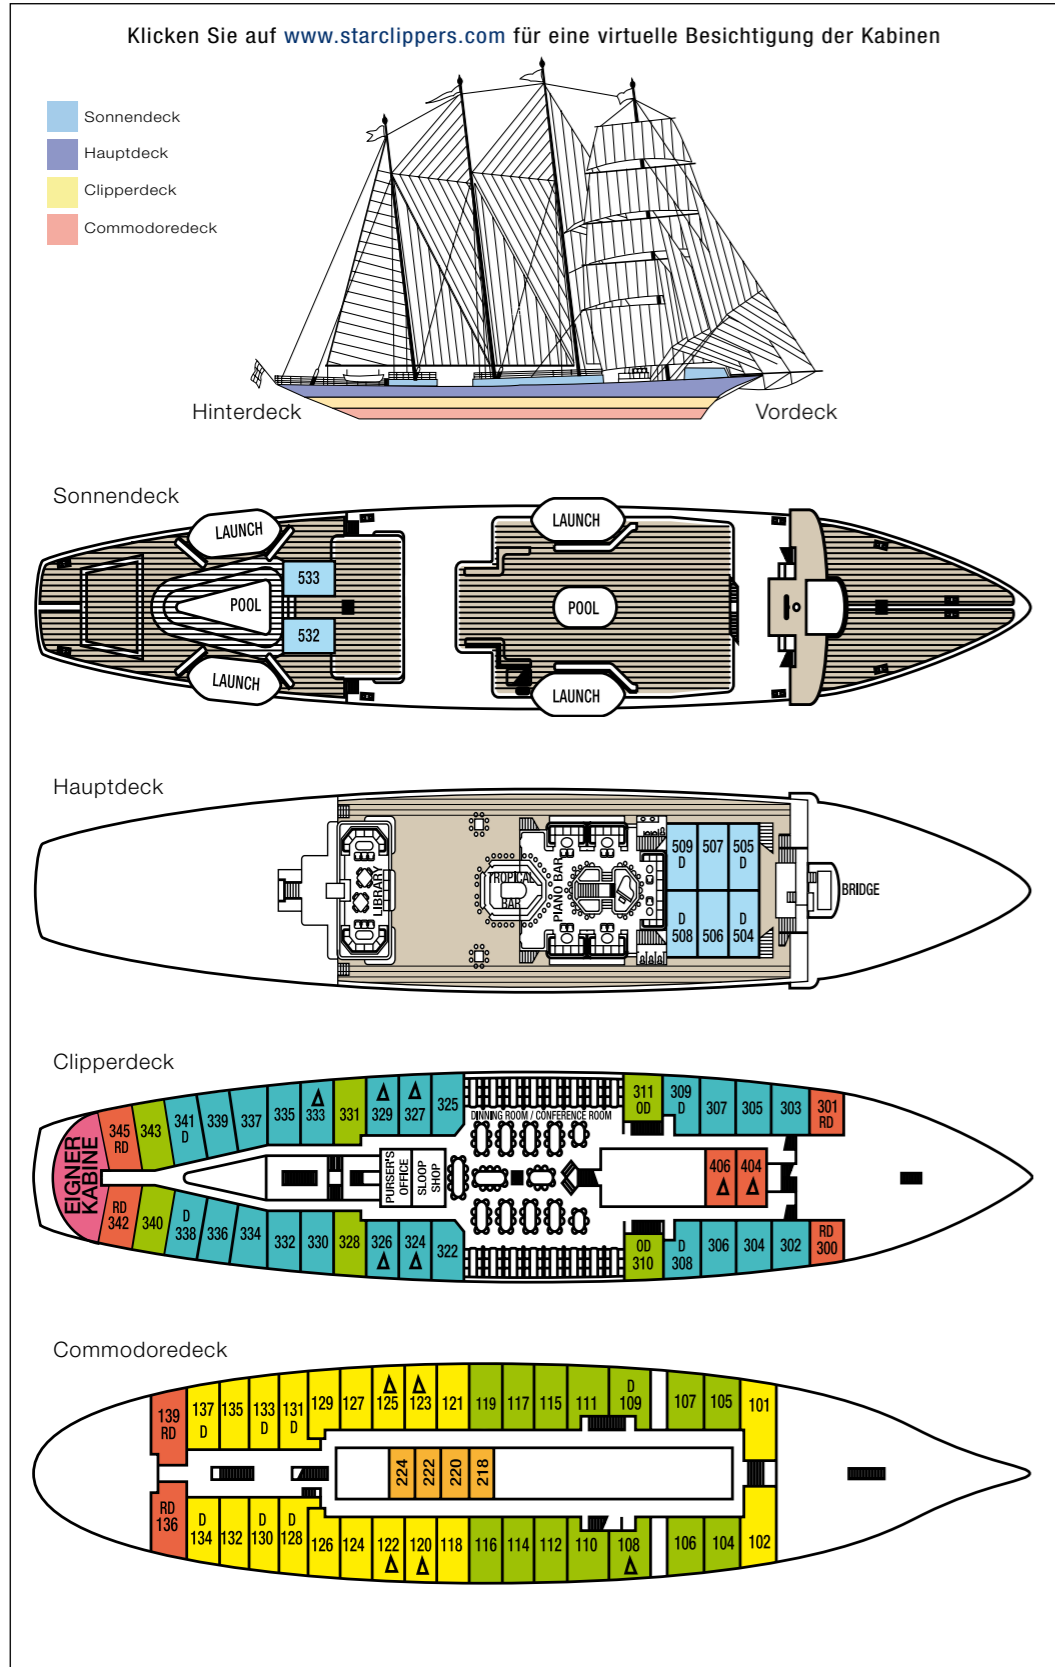 Klicken Sie auf www.starclippers.com für eine virtuelle Besichtigung der Kabinen
Sonnendeck
Hauptdeck
Clipperdeck
Commodoredeck
Hinterdeck
Vordeck
Sonnendeck
LAUNCH
LAUNCH
533
POOL
POOL
532
LAUNCH
LAUNCH
Hauptdeck
LIBRARY
TROPICAL
BAR
PIANO BAR
509
D
507
505
D
D
508
506
D
504
BRIDGE
Clipperdeck
EIGNER
KABINE
345
RD
343
341
D
339
337
335
333
331
329
327
325
DINNING ROOM / CONFERENCE ROOM
311
OD
309
D
307
305
303
301
RD
PURSER'S
OFFICE
SLOOP
SHOP
406
404
RD
342
340
D
338
336
334
332
330
328
326
324
322
OD
310
D
308
306
304
302
RD
300
Commodoredeck
139
RD
137
D
135
133
D
131
D
129
127
125
123
121
119
117
115
111
D
109
107
105
101
224
222
220
218
RD
136
D
134
132
D
130
D
128
126
124
122
120
118
116
114
112
110
108
106
104
102